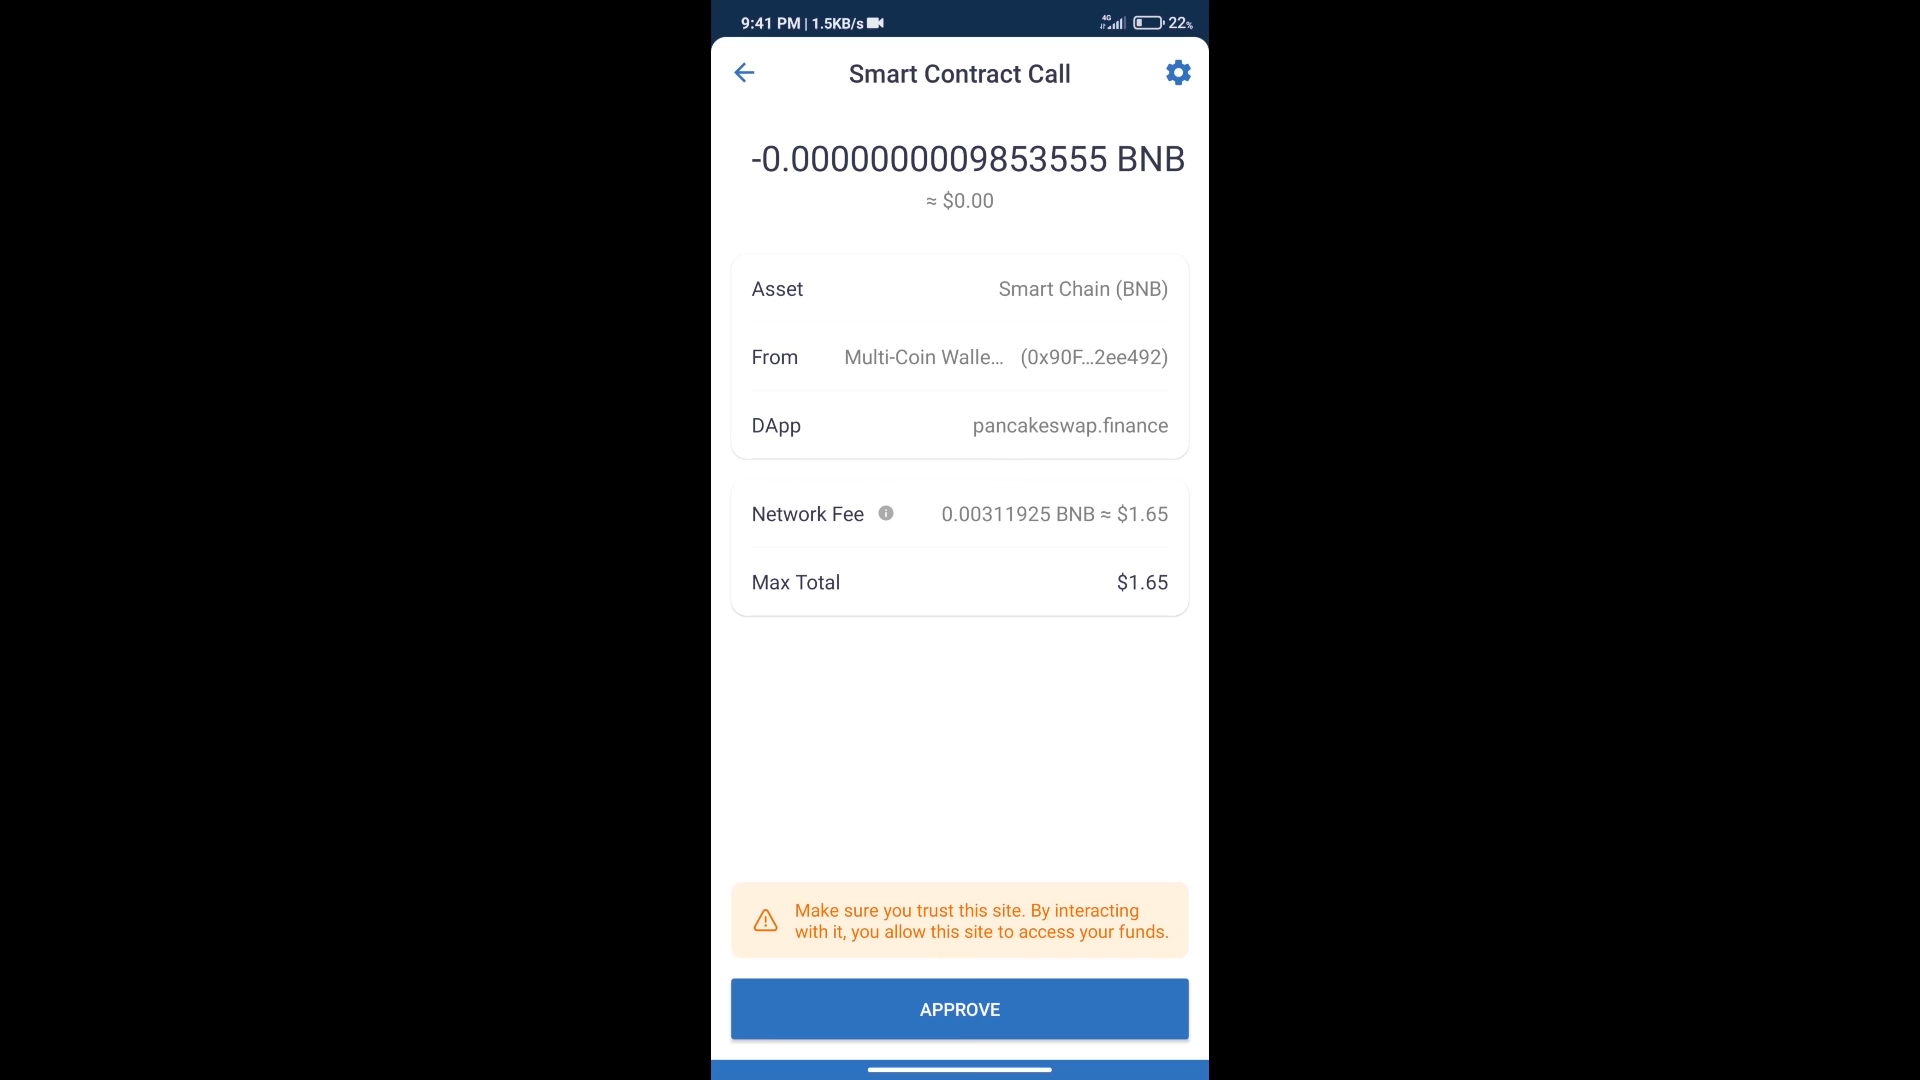 9:41 PM | 1.5KB/s 4G 22%
Smart Contract Call
-0.0000000009853555 BNB
≈ $0.00
Asset Smart Chain (BNB)
From Multi-Coin Walle... (0x90F...2ee492)
DApp pancakeswap.finance
Network Fee 0.00311925 BNB ≈ $1.65
Max Total $1.65
Make sure you trust this site. By interacting
with it, you allow this site to access your funds.
APPROVE